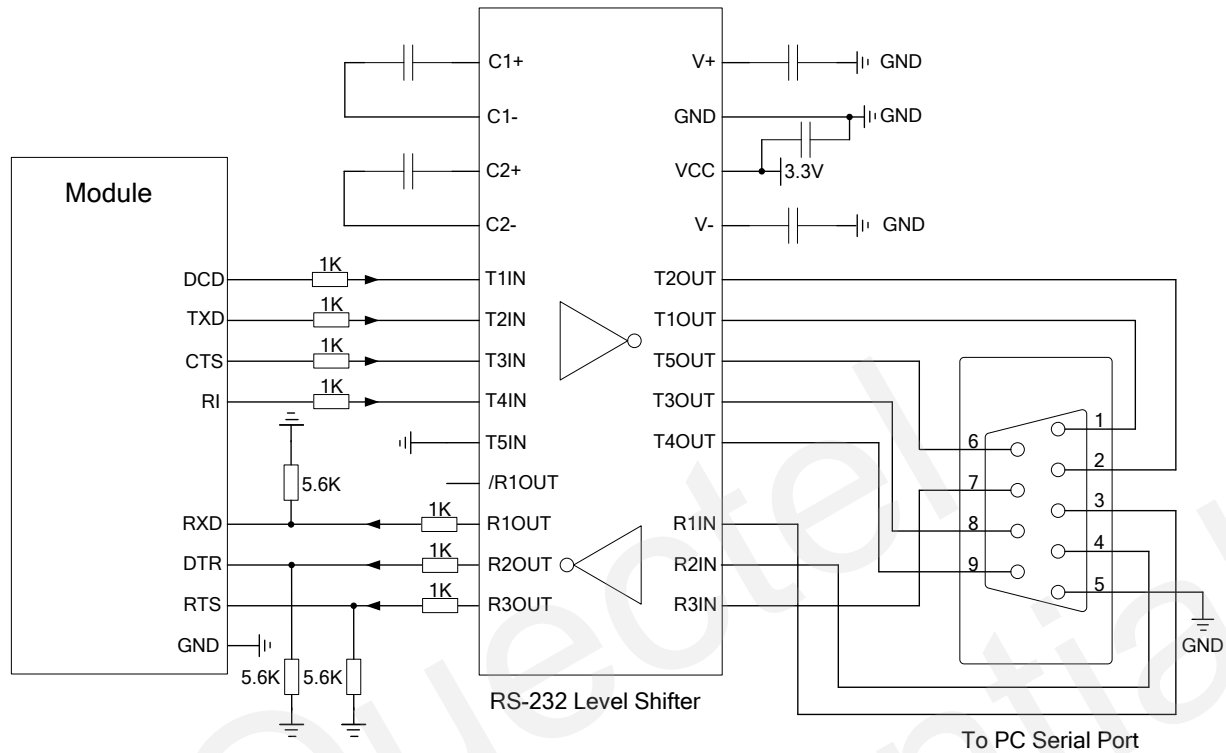 C1+
V+
GND
C1-
GND
GND
C2+
VCC
3.3V
C2-
V-
GND
Module
DCD
1K
T1IN
T2OUT
TXD
1K
T2IN
T1OUT
CTS
1K
T3IN
T5OUT
RI
1K
T4IN
T3OUT
T5IN
T4OUT
/R1OUT
5.6K
RXD
1K
R1OUT
R1IN
DTR
1K
R2OUT
R2IN
RTS
1K
R3OUT
R3IN
GND
5.6K
5.6K
1
6
2
7
3
8
4
9
5
GND
RS-232 Level Shifter
To PC Serial Port
Quectel